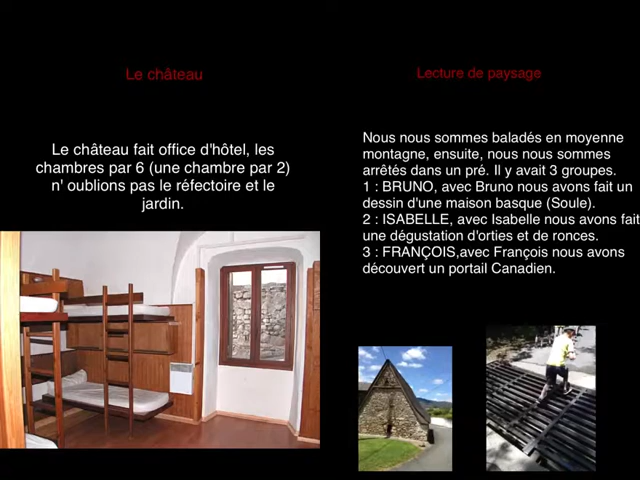 Le château
Le château fait office d'hôtel, les
chambres par 6 (une chambre par 2)
n' oublions pas le réfectoire et le
jardin.
Lecture de paysage
Nous nous sommes baladés en moyenne
montagne, ensuite, nous nous sommes
arrêtés dans un pré. Il y avait 3 groupes.
1 : BRUNO, avec Bruno nous avons fait un
dessin d'une maison basque (Soule).
2 : ISABELLE, avec Isabelle nous avons fait
une dégustation d'orties et de ronces.
3 : FRANÇOIS,avec François nous avons
découvert un portail Canadien.